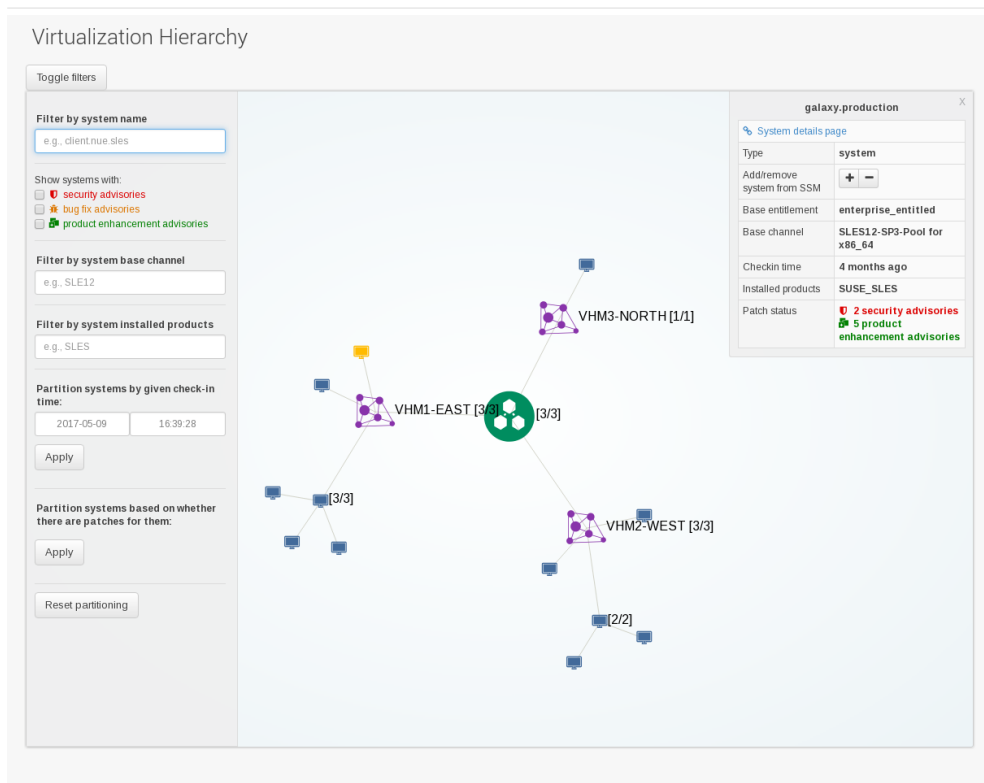 Virtualization Hierarchy
Toggle filters
Filter by system name
e.g., client.nue.sles
Show systems with:
security advisories
bug fix advisories
product enhancement advisories
Filter by system base channel
e.g., SLE12
Filter by system installed products
e.g., SLES
Partition systems by given check-in
time:
2017-05-09 16:39:28
Apply
Partition systems based on whether
there are patches for them:
Apply
Reset partitioning
VHM3-NORTH [1/1]
VHM1-EAST [3/3]
[3/3]
[3/3]
VHM2-WEST [3/3]
[2/2]
galaxy.production X
System details page
Type system
Add/remove
system from SSM + −
Base entitlement enterprise_entitled
Base channel SLES12-SP3-Pool for
x86_64
Checkin time 4 months ago
Installed products SUSE_SLES
Patch status 2 security advisories
5 product
enhancement advisories